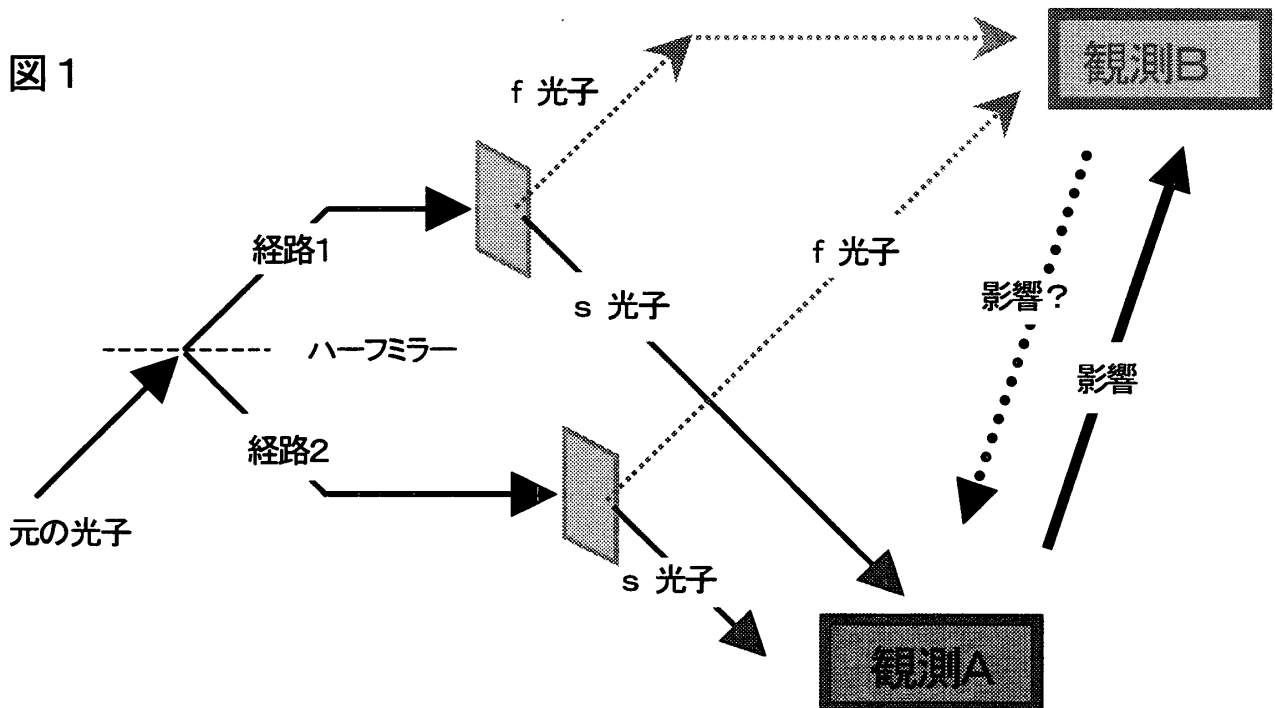 図1
観測B
f 光子
経路1
f 光子
s 光子
影響?
ハーフミラー
影響
経路2
元の光子
s 光子
観測A